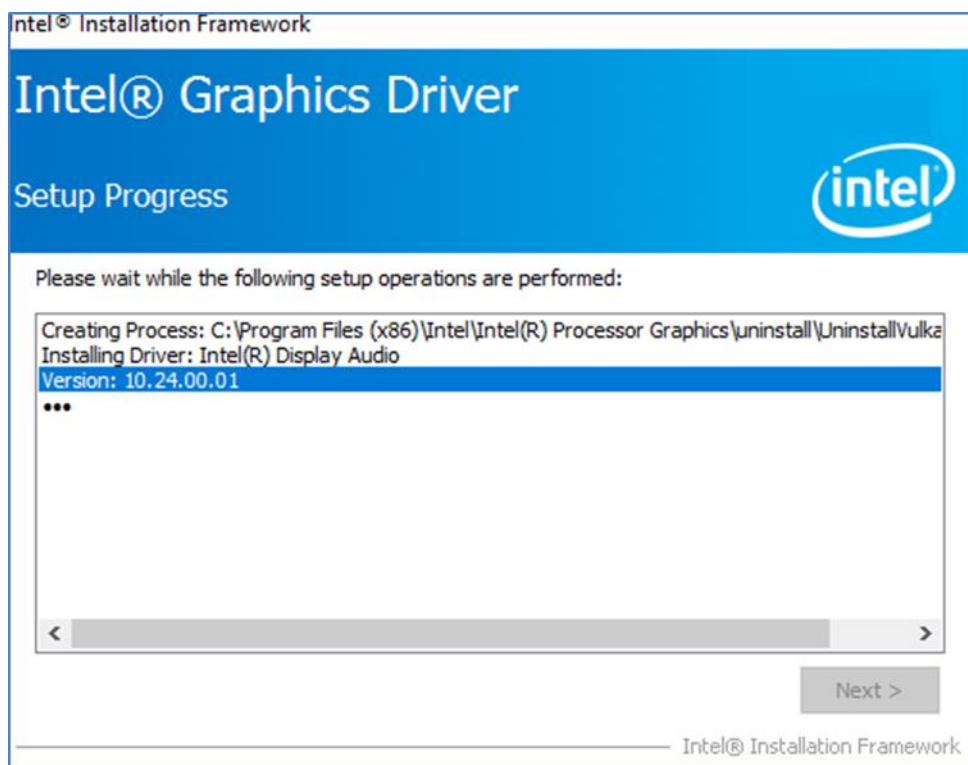 Intel® Installation Framework
Intel® Graphics Driver
Setup Progress
intel
Please wait while the following setup operations are performed:
Creating Process: C:\Program Files (x86)\Intel\Intel(R) Processor Graphics\uninstall\UninstallVulka
Installing Driver: Intel(R) Display Audio
Version: 10.24.00.01
•••
Next >
Intel® Installation Framework